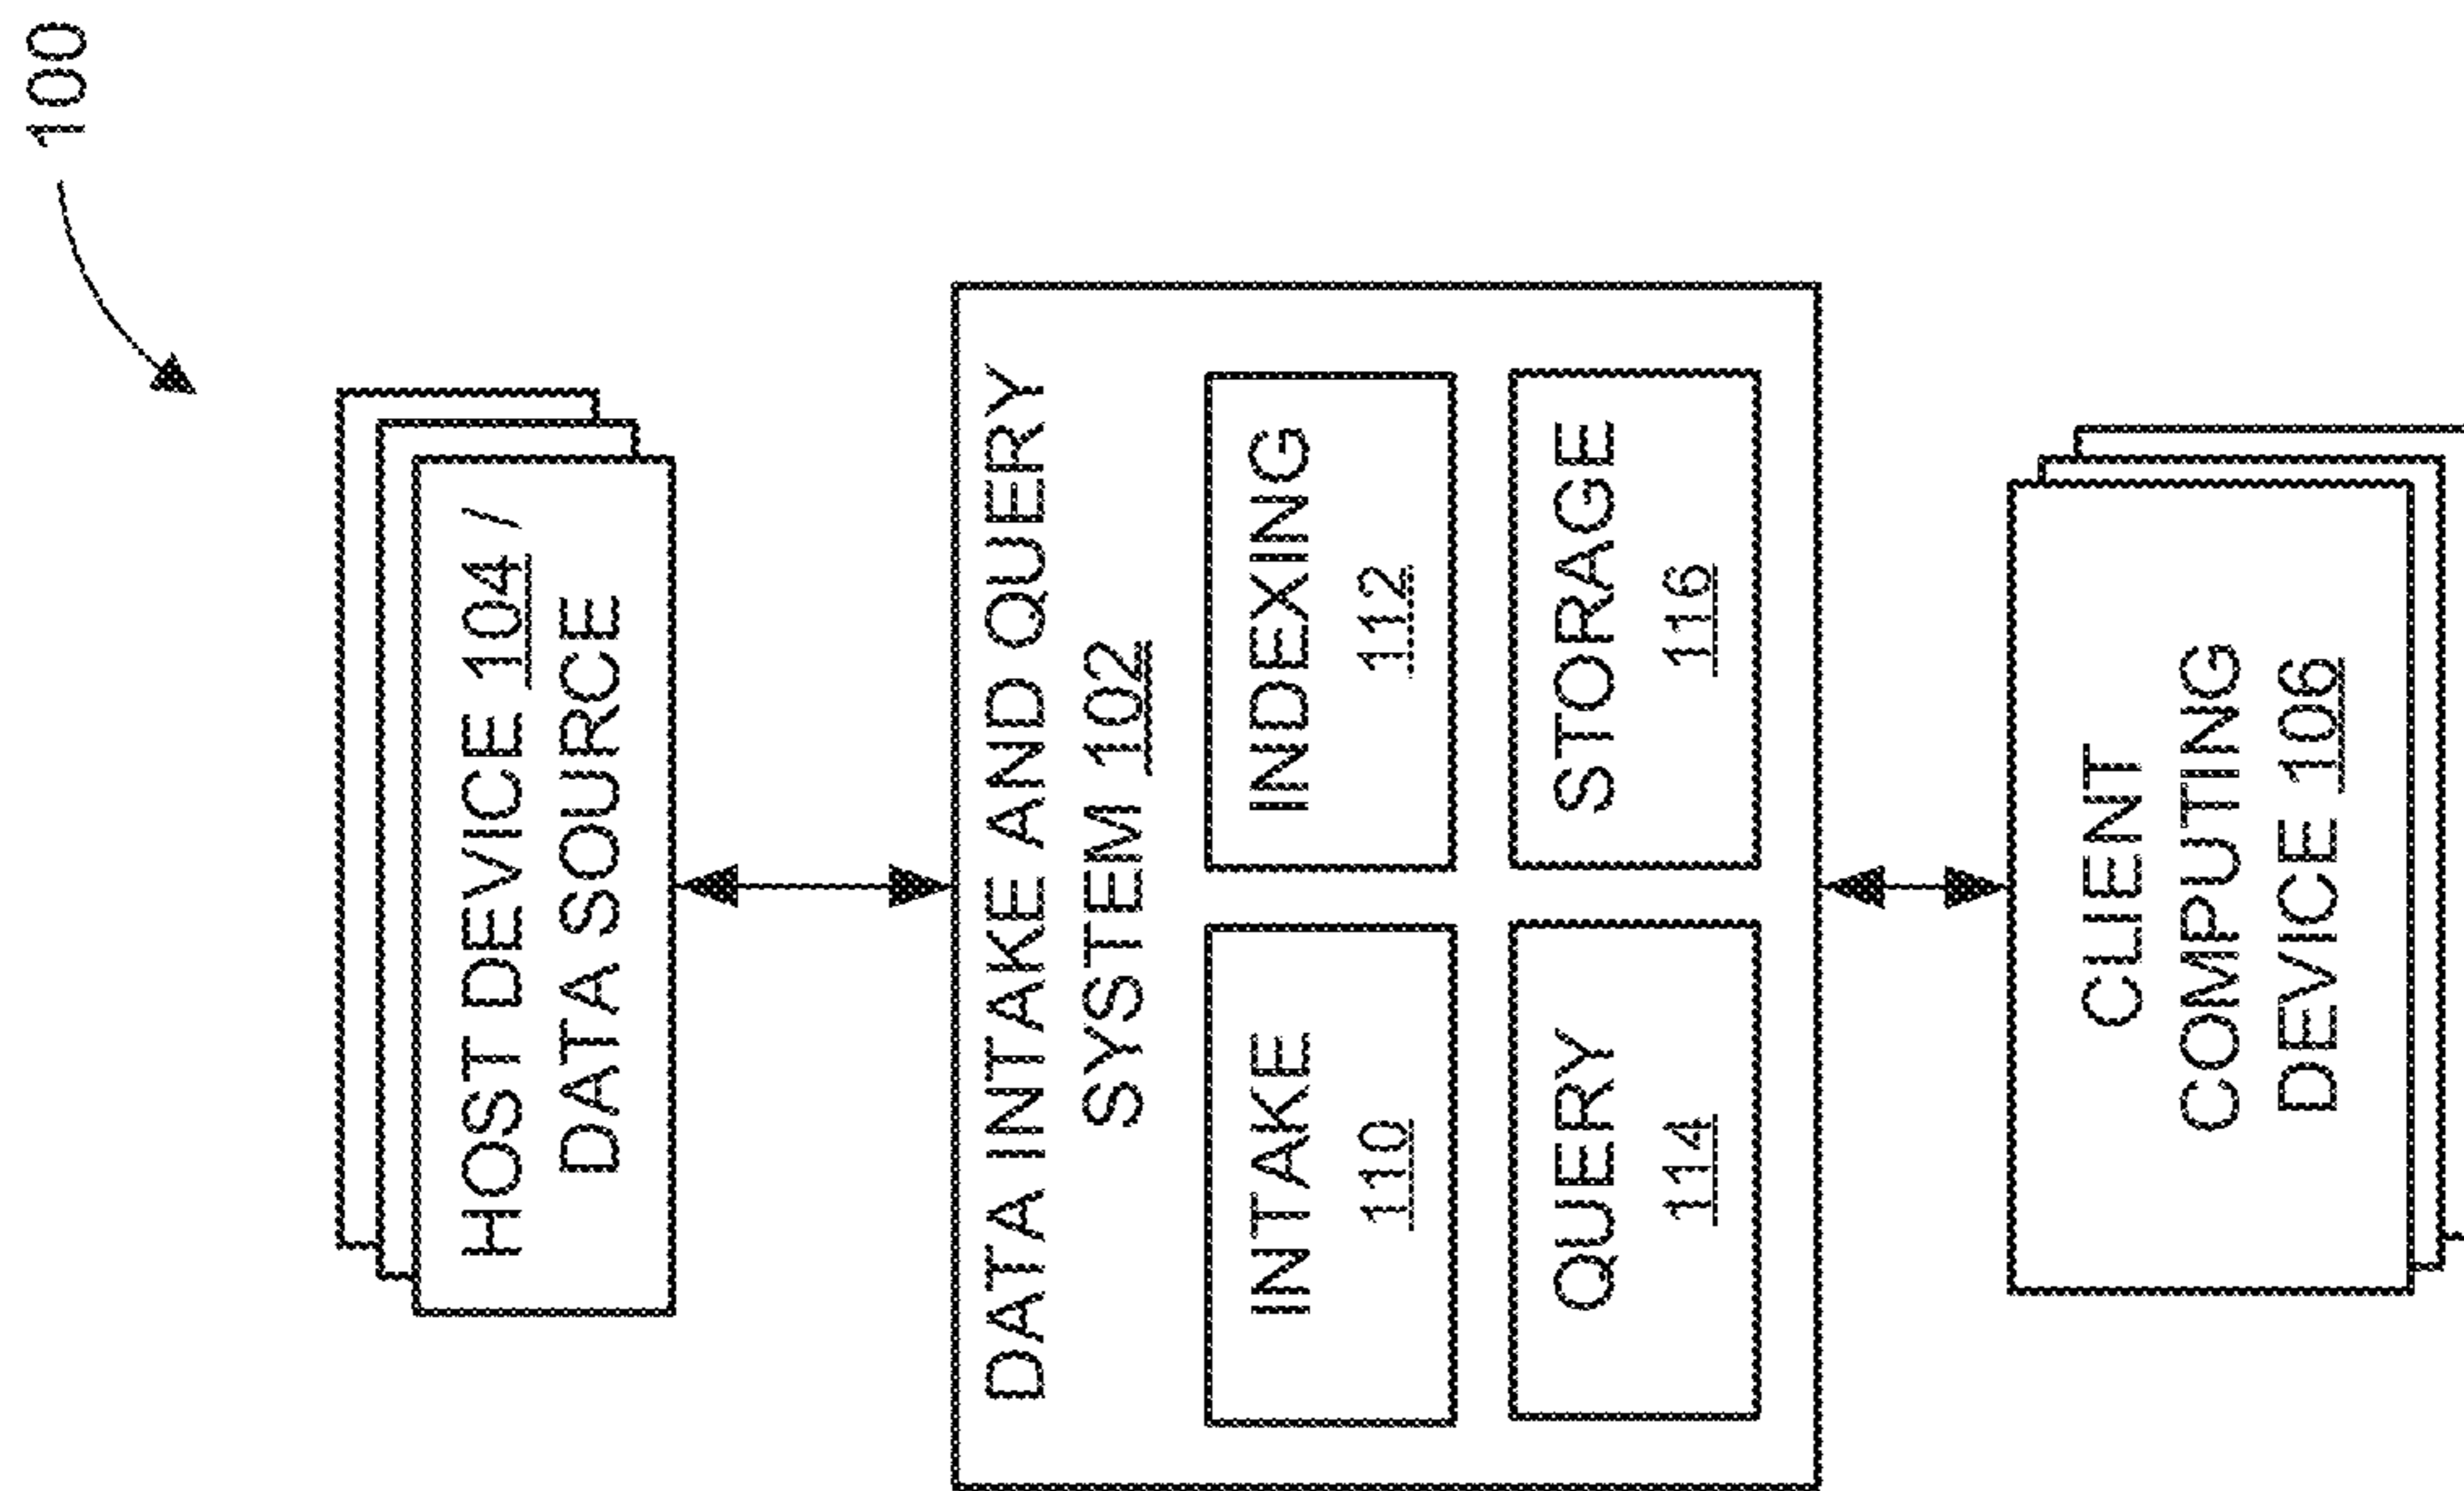 100
HOST DEVICE 104 /
DATA SOURCE
DATA INTAKE AND QUERY
SYSTEM 102
INTAKE
110
INDEXING
112
QUERY
114
STORAGE
116
CLIENT
COMPUTING
DEVICE 106